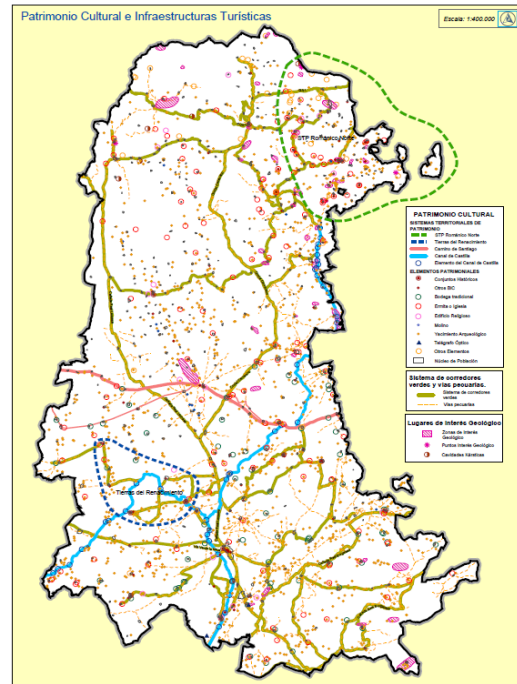 Patrimonio Cultural e Infraestructuras Turísticas
Escala: 1:400.000
STP Románico Norte
Tierras del Renacimiento
PATRIMONIO CULTURAL
SISTEMAS TERRITORIALES DE
PATRIMONIO
STP Románico Norte
Tierras del Renacimiento
Camino de Santiago
Canal de Castilla
Elemento del Canal de Castilla
ELEMENTOS PATRIMONIALES
Conjuntos Históricos
Otros BIC
Bodega tradicional
Ermita o Iglesia
Edificio Religioso
Molino
Yacimiento Arqueológico
Telégrafo Óptico
Otros Elementos
Núcleo de Población
Sistema de corredores
verdes y vías pecuarias.
Sistema de corredores
verdes
Vías pecuarias
Lugares de Interés Geológico
Zonas de Interés
Geológico
Puntos Interés Geológico
Cavidades Kársticas